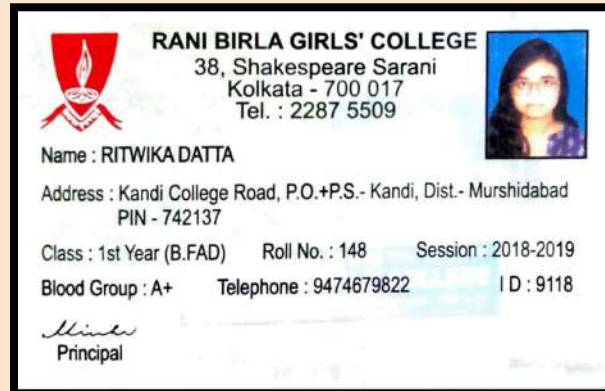 RANI BIRLA GIRLS' COLLEGE
38, Shakespeare Sarani
Kolkata - 700 017
Tel. : 2287 5509
Name : RITWIKA DATTA
Address : Kandi College Road, P.O.+P.S.- Kandi, Dist.- Murshidabad
PIN - 742137
Class : 1st Year (B.FAD) Roll No. : 148 Session : 2018-2019
Blood Group : A+ Telephone : 9474679822 I D : 9118
Principal